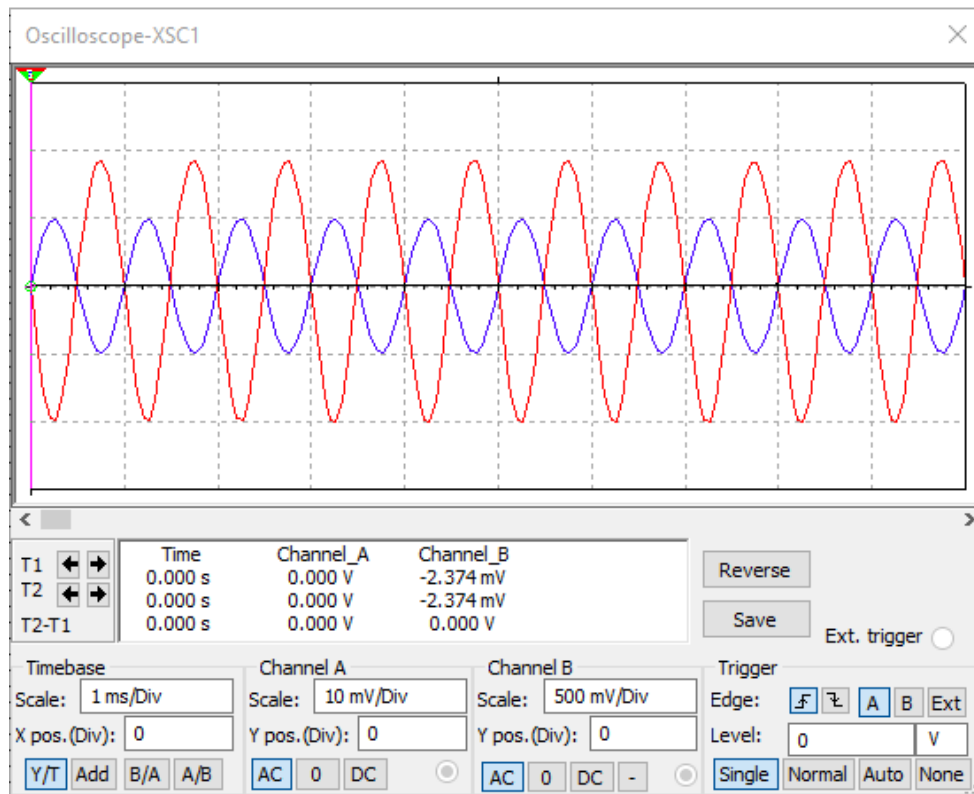 Oscilloscope-XSC1
Time Channel_A Channel_B
T1 0.000 s 0.000 V -2.374 mV
T2 0.000 s 0.000 V -2.374 mV
T2-T1 0.000 s 0.000 V 0.000 V
Reverse
Save
Ext. trigger
Timebase
Scale: 1 ms/Div
X pos.(Div): 0
Y/T Add B/A A/B
Channel A
Scale: 10 mV/Div
Y pos.(Div): 0
AC 0 DC
Channel B
Scale: 500 mV/Div
Y pos.(Div): 0
AC 0 DC -
Trigger
Edge: A B Ext
Level: 0 V
Single Normal Auto None